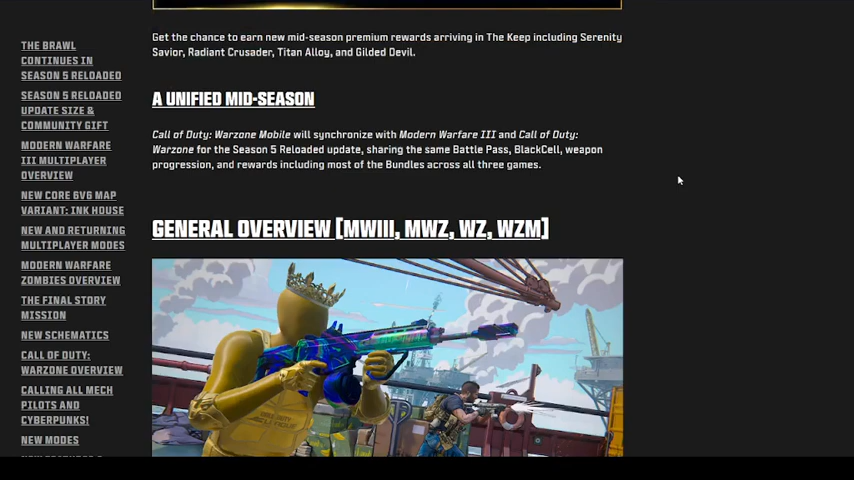 THE BRAWL
CONTINUES IN
SEASON 5 RELOADED
SEASON 5 RELOADED
UPDATE SIZE &
COMMUNITY GIFT
MODERN WARFARE
III MULTIPLAYER
OVERVIEW
NEW CORE 6V6 MAP
VARIANT: INK HOUSE
NEW AND RETURNING
MULTIPLAYER MODES
MODERN WARFARE
ZOMBIES OVERVIEW
THE FINAL STORY
MISSION
NEW SCHEMATICS
CALL OF DUTY:
WARZONE OVERVIEW
CALLING ALL MECH
PILOTS AND
CYBERPUNKS!
NEW MODES
Get the chance to earn new mid-season premium rewards arriving in The Keep including Serenity
Savior, Radiant Crusader, Titan Alloy, and Gilded Devil.
A UNIFIED MID-SEASON
Call of Duty: Warzone Mobile will synchronize with Modern Warfare III and Call of Duty:
Warzone for the Season 5 Reloaded update, sharing the same Battle Pass, BlackCell, weapon
progression, and rewards including most of the Bundles across all three games.
GENERAL OVERVIEW [MWIII, MWZ, WZ, WZM]